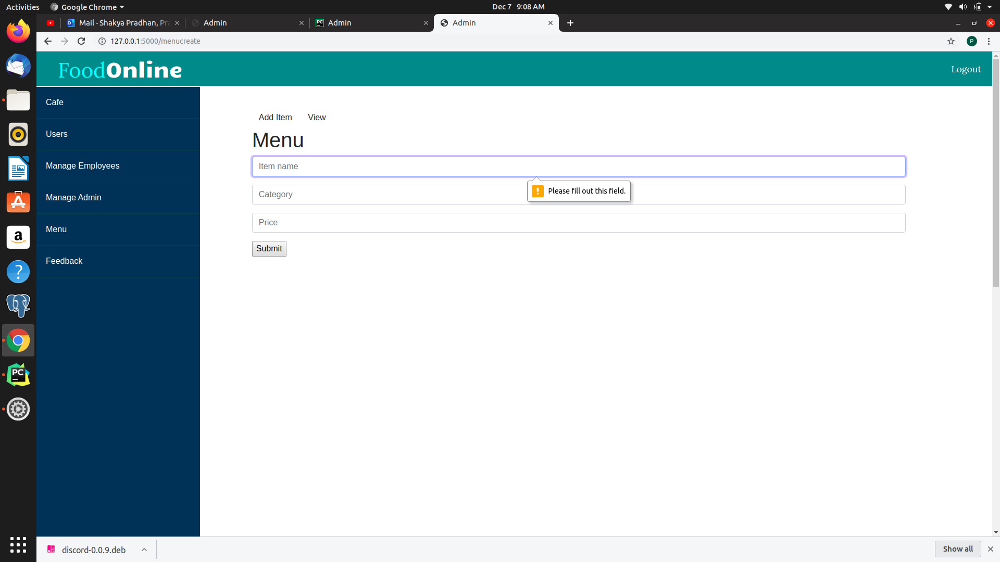 Activities
Google Chrome
Dec 7 9:08 AM
Mail - Shakya Pradhan, Pr
Admin
PC
Admin
Admin
127.0.0.1:5000/menucreate
P
FoodOnline
Logout
Cafe
Users
Manage Employees
Manage Admin
Menu
Feedback
Add Item
View
Menu
Item name
Please fill out this field.
Category
Price
Submit
a
?
PC
discord-0.0.9.deb
Show all